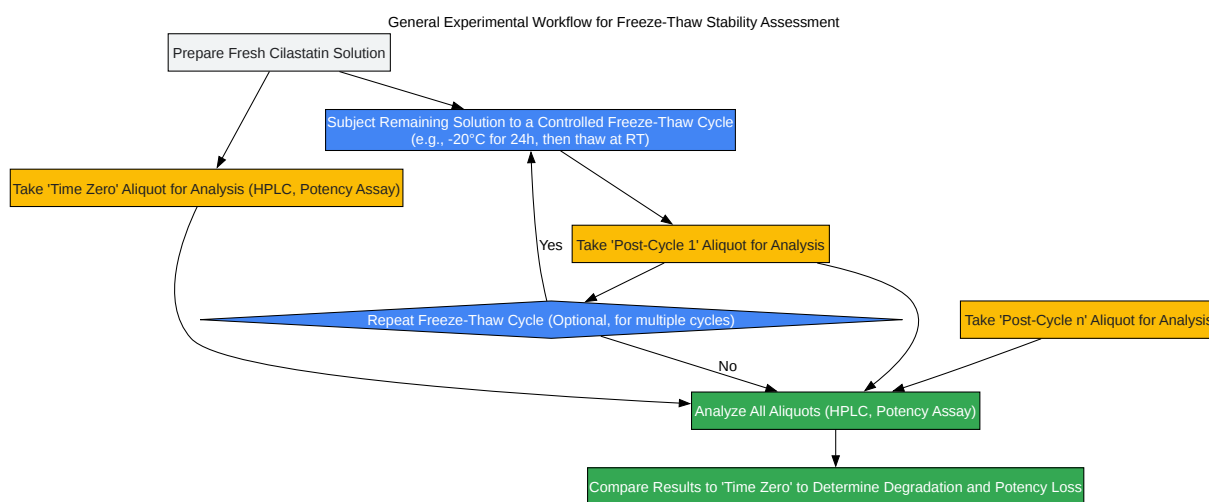 General Experimental Workflow for Freeze-Thaw Stability Assessment
Prepare Fresh Cilastatin Solution
Subject Remaining Solution to a Controlled Freeze-Thaw Cycle
(e.g., -20°C for 24h, then thaw at RT)
Take 'Time Zero' Aliquot for Analysis (HPLC, Potency Assay)
Yes
Take 'Post-Cycle 1' Aliquot for Analysis
Repeat Freeze-Thaw Cycle (Optional, for multiple cycles)
Take 'Post-Cycle n' Aliquot for Analysis
No
Analyze All Aliquots (HPLC, Potency Assay)
Compare Results to 'Time Zero' to Determine Degradation and Potency Loss